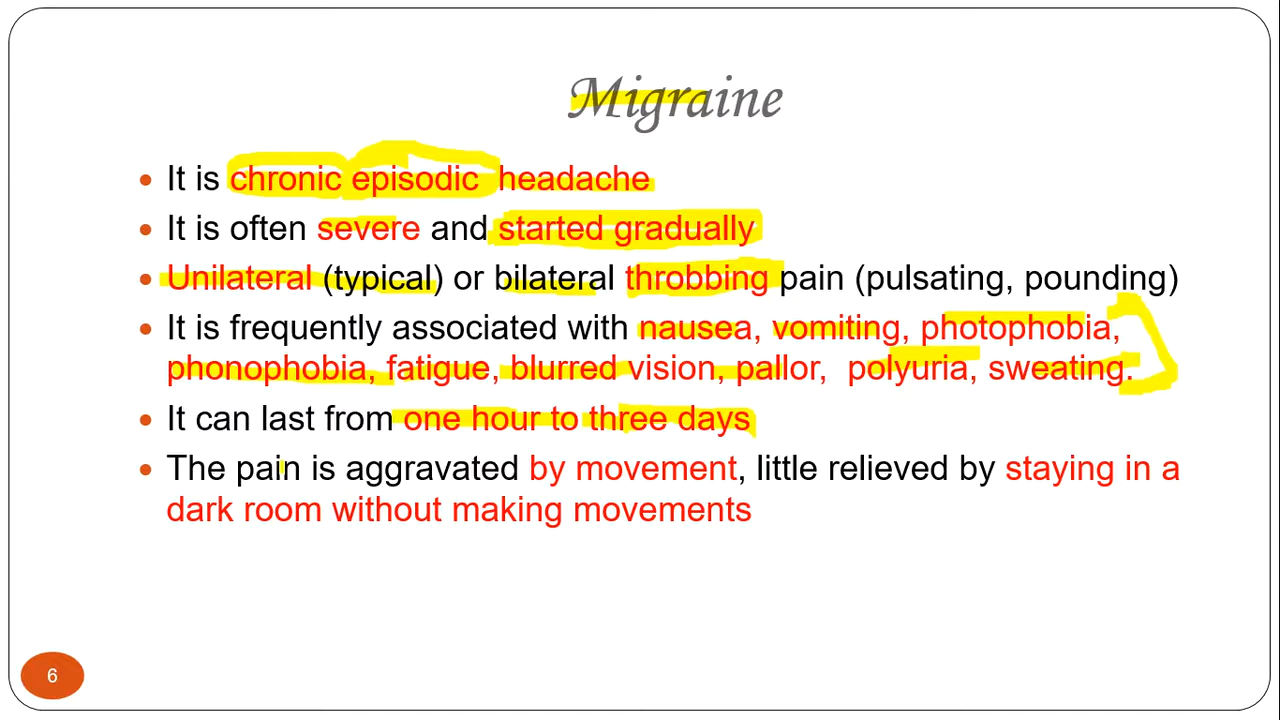 Migraine
• It is chronic episodic headache
• It is often severe and started gradually
• Unilateral (typical) or bilateral throbbing pain (pulsating, pounding)
• It is frequently associated with nausea, vomiting, photophobia,
phonophobia, fatigue, blurred vision, pallor, polyuria, sweating.
• It can last from one hour to three days
• The pain is aggravated by movement, little relieved by staying in a
dark room without making movements
6